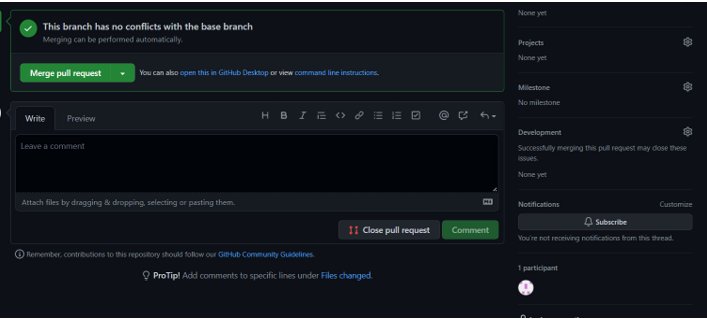 This branch has no conflicts with the base branch
Merging can be performed automatically.
Merge pull request
You can also open this in GitHub Desktop or view command line instructions.
Write
Preview
H B I
Leave a comment
Attach files by dragging & dropping, selecting or pasting them.
Close pull request
Comment
Remember, contributions to this repository should follow our GitHub Community Guidelines.
ProTip! Add comments to specific lines under Files changed.
None yet
Projects
None yet
Milestone
No milestone
Development
Successfully merging this pull request may close these
issues.
None yet
Notifications
Customize
Subscribe
You're not receiving notifications from this thread.
1 participant